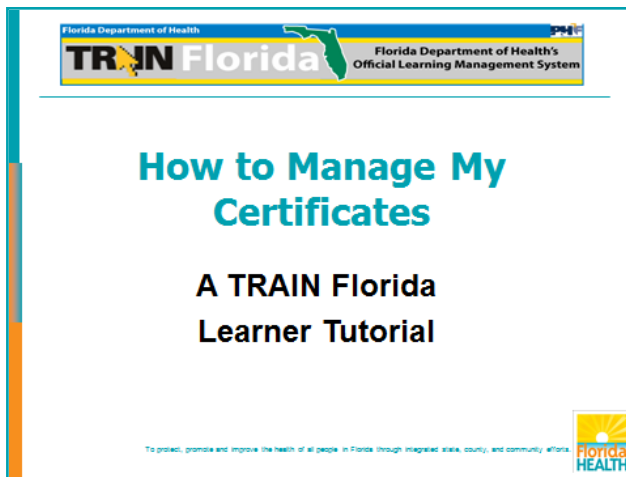 Florida Department of Health
PHF
TRAIN Florida
Florida Department of Health's
Official Learning Management System
How to Manage My
Certificates
A TRAIN Florida
Learner Tutorial
To protect, promote and improve the health of all people in Florida through integrated state, county, and community efforts.
Florida
HEALTH